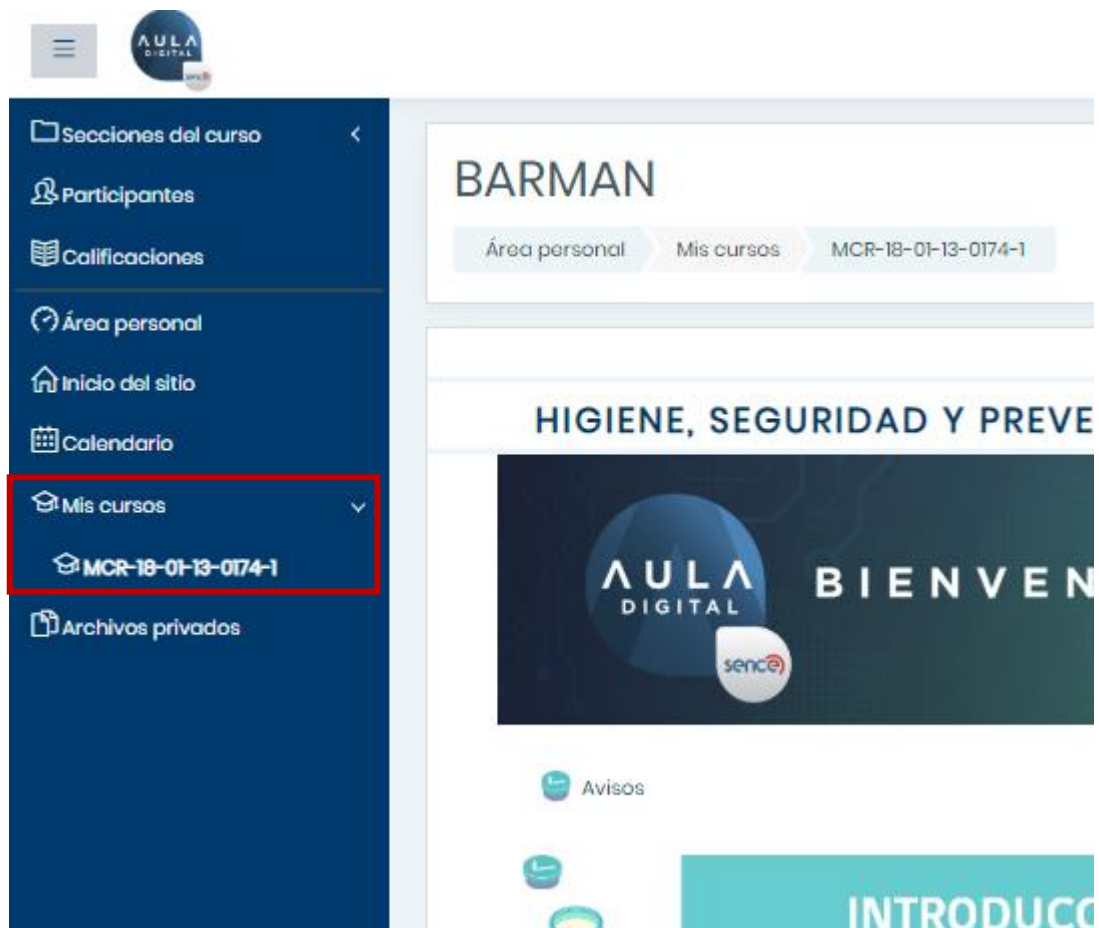 AULA
DIGITAL
sence
Secciones del curso
Participantes
Calificaciones
Área personal
Inicio del sitio
Calendario
Mis cursos
MCR-18-01-13-0174-1
Archivos privados
BARMAN
Área personal Mis cursos MCR-18-01-13-0174-1
HIGIENE, SEGURIDAD Y PREVE
AULA
DIGITAL
sence
BIENVEN
Avisos
INTRODUCC